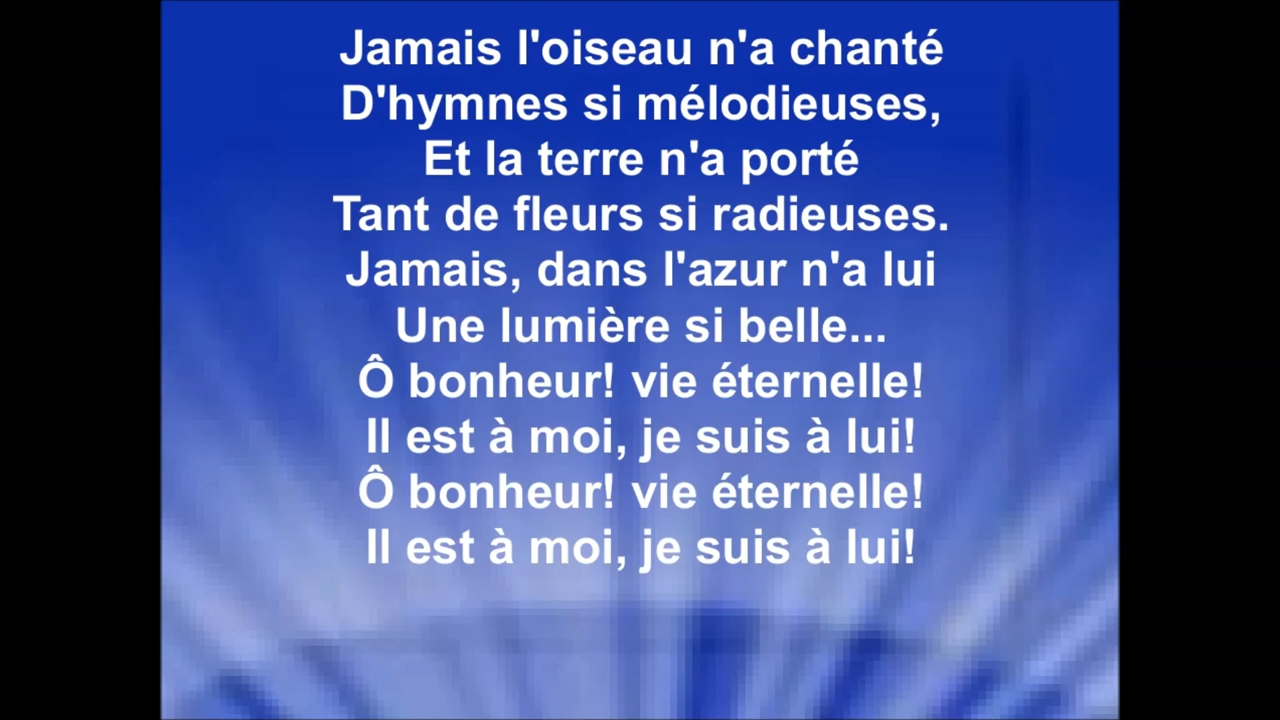 Jamais l'oiseau n'a chanté
D'hymnes si mélodieuses,
Et la terre n'a porté
Tant de fleurs si radieuses.
Jamais, dans l'azur n'a lui
Une lumière si belle...
Ô bonheur! vie éternelle!
Il est à moi, je suis à lui!
Ô bonheur! vie éternelle!
Il est à moi, je suis à lui!